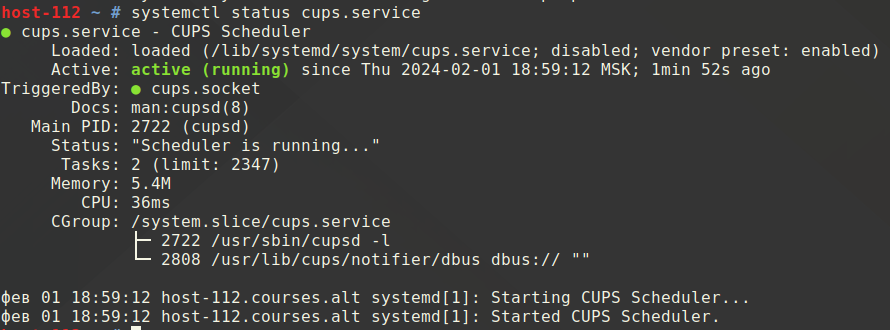 host-112 ~ # systemctl status cups.service
● cups.service - CUPS Scheduler
     Loaded: loaded (/lib/systemd/system/cups.service; disabled; vendor preset: enabled)
     Active: active (running) since Thu 2024-02-01 18:59:12 MSK; 1min 52s ago
TriggeredBy: ● cups.socket
       Docs: man:cupsd(8)
   Main PID: 2722 (cupsd)
     Status: "Scheduler is running..."
      Tasks: 2 (limit: 2347)
     Memory: 5.4M
        CPU: 36ms
     CGroup: /system.slice/cups.service
             ├─ 2722 /usr/sbin/cupsd -l
             └─ 2808 /usr/lib/cups/notifier/dbus dbus:// ""

фев 01 18:59:12 host-112.courses.alt systemd[1]: Starting CUPS Scheduler...
фев 01 18:59:12 host-112.courses.alt systemd[1]: Started CUPS Scheduler.